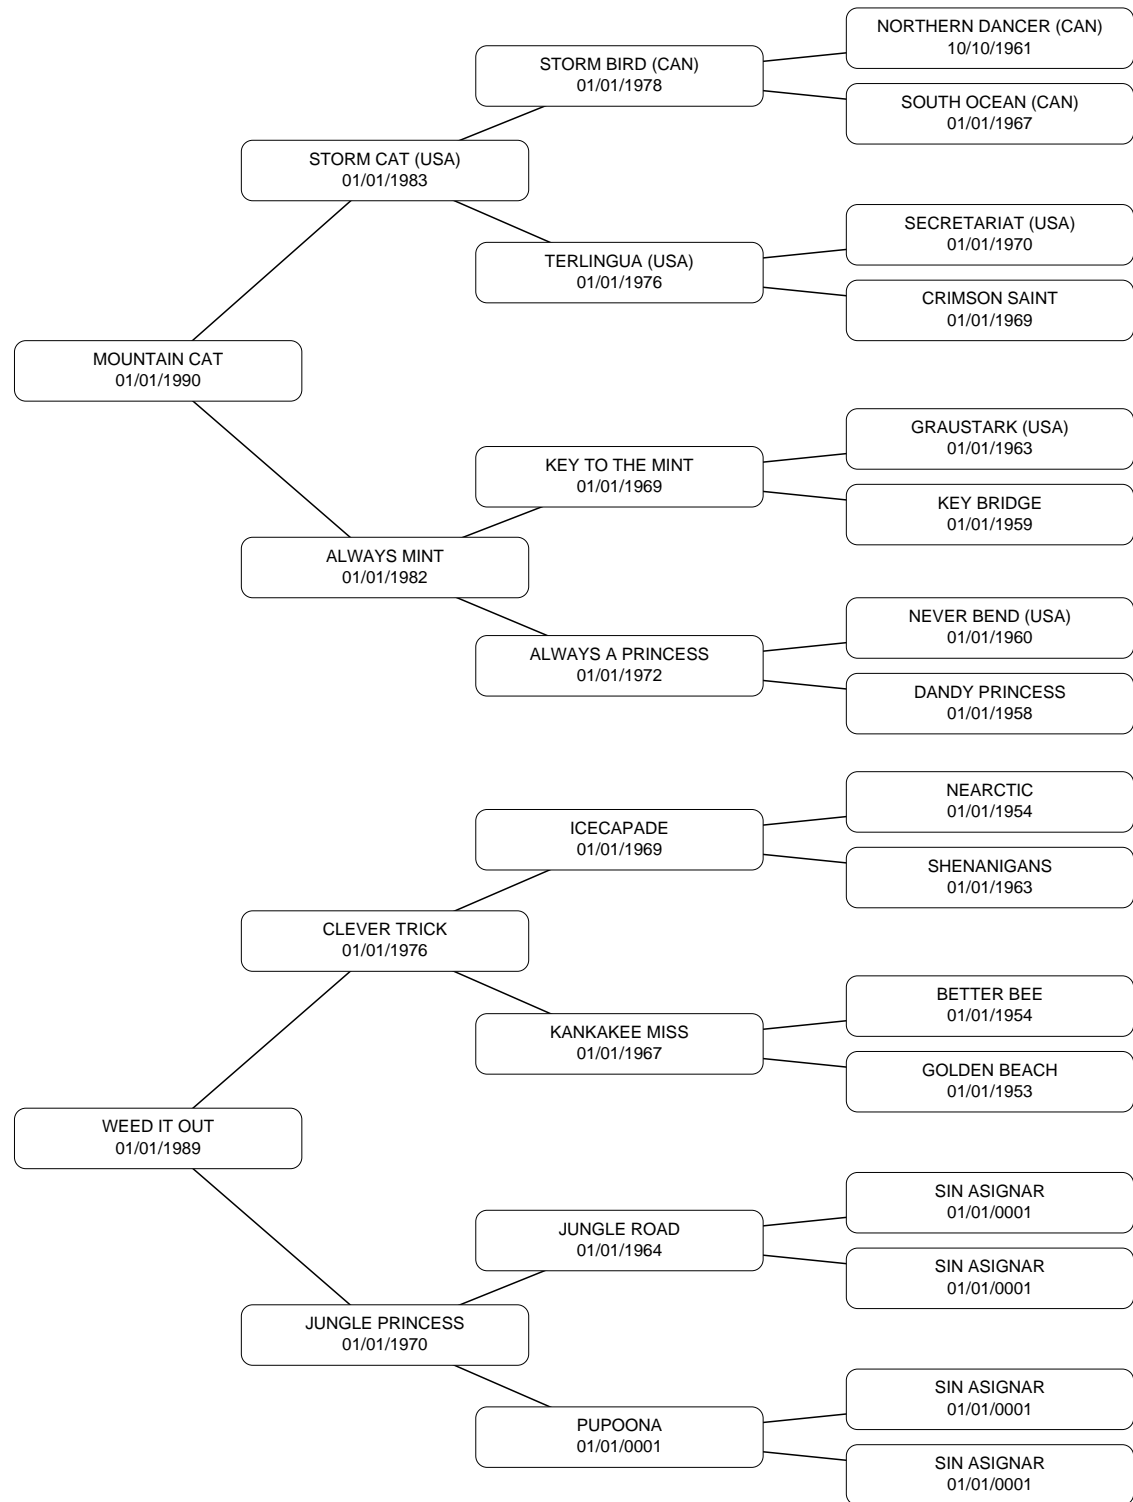 NORTHERN DANCER (CAN)
10/10/1961
STORM BIRD (CAN)
01/01/1978
SOUTH OCEAN (CAN)
01/01/1967
STORM CAT (USA)
01/01/1983
SECRETARIAT (USA)
01/01/1970
TERLINGUA (USA)
01/01/1976
CRIMSON SAINT
01/01/1969
MOUNTAIN CAT
01/01/1990
GRAUSTARK (USA)
01/01/1963
KEY TO THE MINT
01/01/1969
KEY BRIDGE
01/01/1959
ALWAYS MINT
01/01/1982
NEVER BEND (USA)
01/01/1960
ALWAYS A PRINCESS
01/01/1972
DANDY PRINCESS
01/01/1958
NEARCTIC
01/01/1954
ICECAPADE
01/01/1969
SHENANIGANS
01/01/1963
CLEVER TRICK
01/01/1976
BETTER BEE
01/01/1954
KANKAKEE MISS
01/01/1967
GOLDEN BEACH
01/01/1953
WEED IT OUT
01/01/1989
SIN ASIGNAR
01/01/0001
JUNGLE ROAD
01/01/1964
SIN ASIGNAR
01/01/0001
JUNGLE PRINCESS
01/01/1970
SIN ASIGNAR
01/01/0001
PUPOONA
01/01/0001
SIN ASIGNAR
01/01/0001